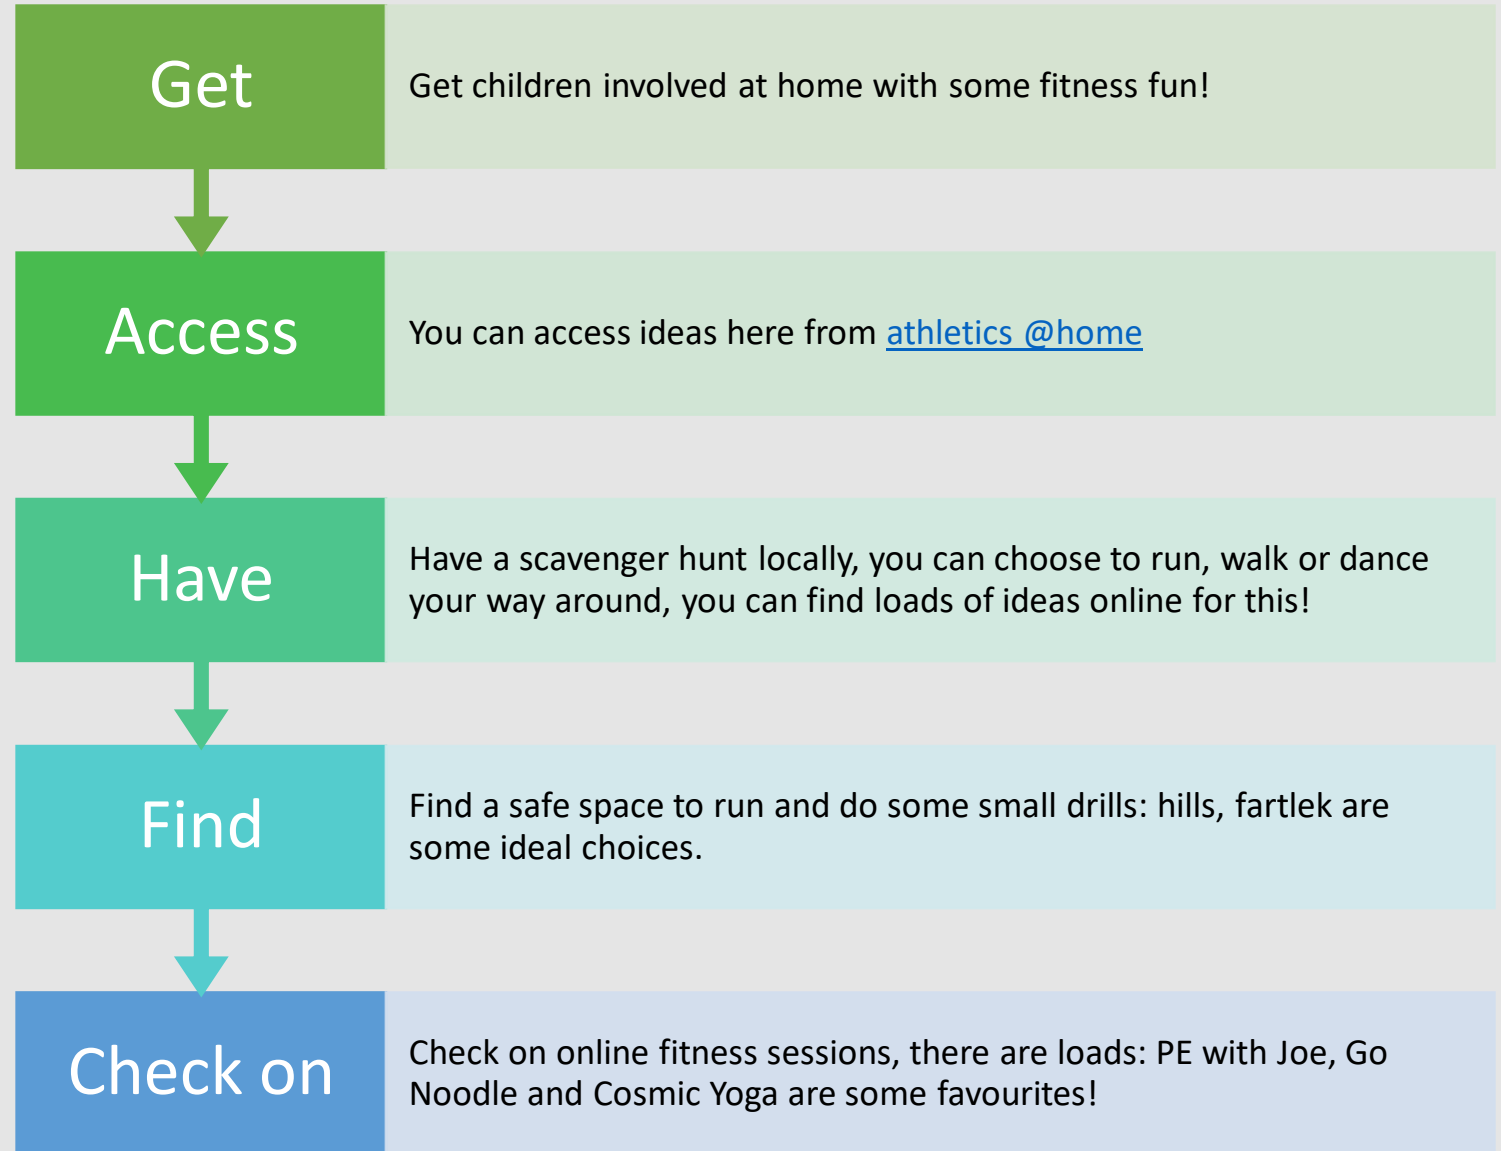 Get
Get children involved at home with some fitness fun!
Access
You can access ideas here from athletics @home
Have
Have a scavenger hunt locally, you can choose to run, walk or dance
your way around, you can find loads of ideas online for this!
Find
Find a safe space to run and do some small drills: hills, fartlek are
some ideal choices.
Check on
Check on online fitness sessions, there are loads: PE with Joe, Go
Noodle and Cosmic Yoga are some favourites!